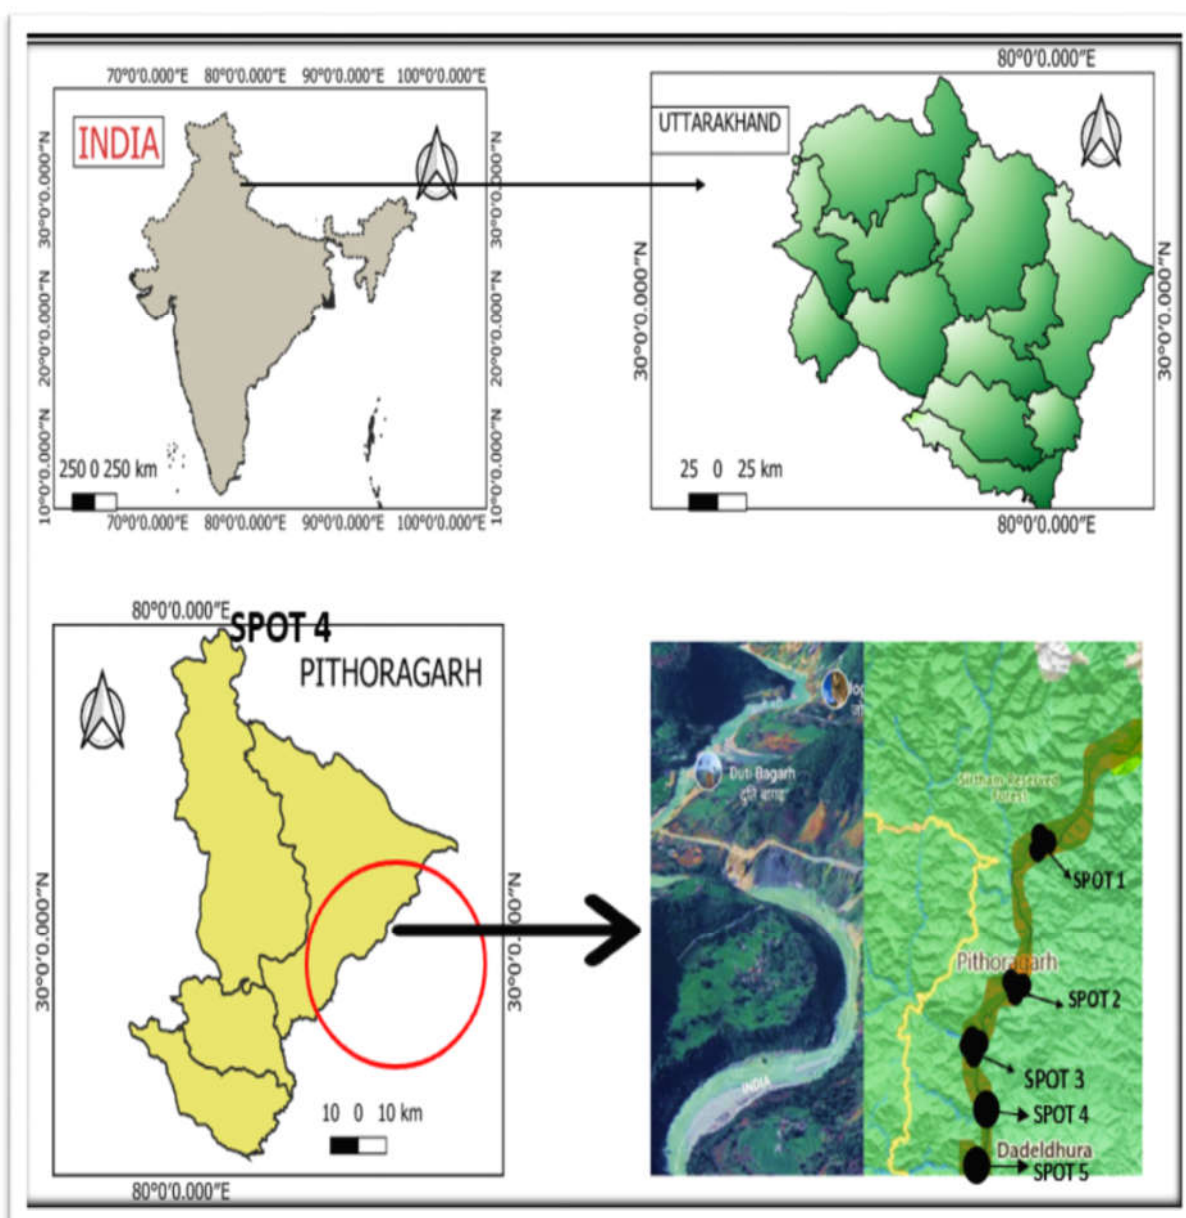 70°0'0.000"E 80°0'0.000"E 90°0'0.000"E 100°0'0.000"E
INDIA
30°0'0.000"N
20°0'0.000"N
10°0'0.000"N
30°0'0.000"N
20°0'0.000"N
10°0'0.000"N
250 0 250 km
70°0'0.000"E 80°0'0.000"E 90°0'0.000"E 100°0'0.000"E
80°0'0.000"E
UTTARAKHAND
30°0'0.000"N
30°0'0.000"N
25 0 25 km
80°0'0.000"E
80°0'0.000"E
SPOT 4
PITHORAGARH
30°0'0.000"N
30°0'0.000"N
10 0 10 km
80°0'0.000"E
Duti Bagarh
दुति बगढ़
INDIA
Reserved
Forest
SPOT 1
Pithoragarh
SPOT 2
SPOT 3
SPOT 4
Dadeldhura
SPOT 5